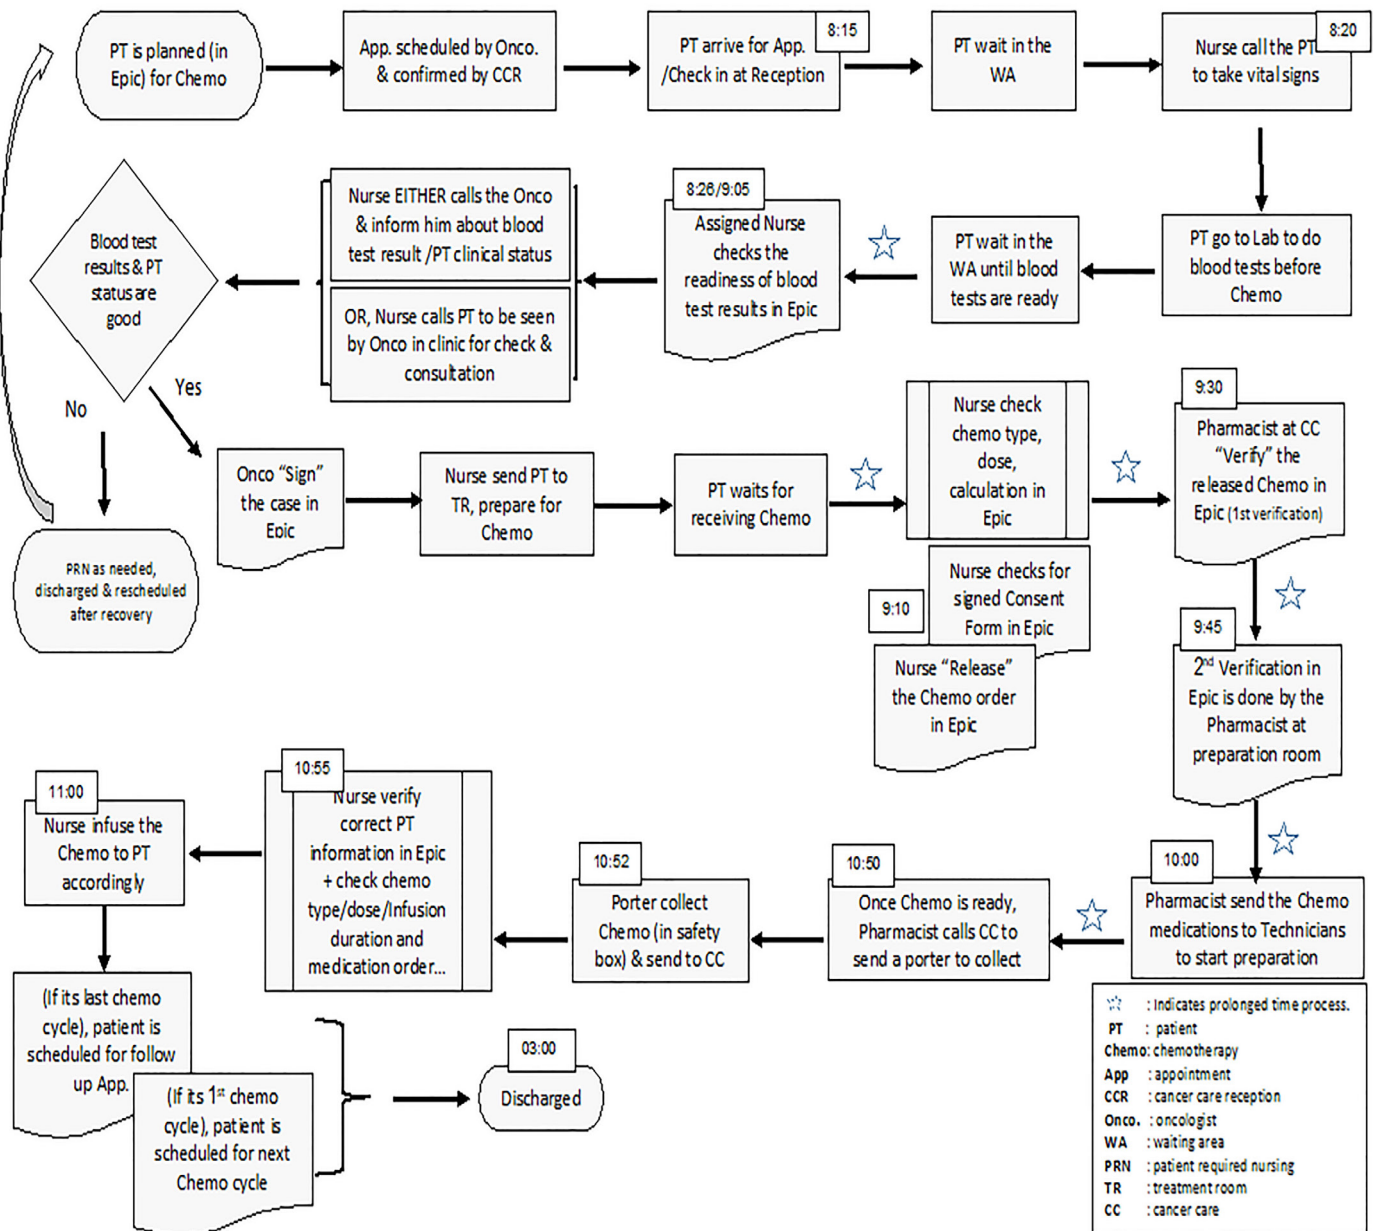 PT is planned (in
Epic) for Chemo
App. scheduled by Onco.
& confirmed by CCR
8:15
PT arrive for App.
/Check in at Reception
PT wait in the
WA
8:20
Nurse call the PT
to take vital signs
Blood test
results & PT
status are
good
Nurse EITHER calls the Onco
& inform him about blood
test result /PT clinical status
OR, Nurse calls PT to be seen
by Onco in clinic for check &
consultation
8:26/9:05
Assigned Nurse
checks the
readiness of blood
test results in Epic
PT wait in the
WA until blood
tests are ready
PT go to Lab to do
blood tests before
Chemo
No
Yes
PRN as needed,
discharged & rescheduled
after recovery
Onco “Sign”
the case in
Epic
Nurse send PT to
TR, prepare for
Chemo
PT waits for
receiving Chemo
Nurse check
chemo type,
dose,
calculation in
Epic
Nurse checks for
signed Consent
Form in Epic
9:10
Nurse “Release”
the Chemo order
in Epic
9:30
Pharmacist at CC
“Verify” the
released Chemo in
Epic (1st verification)
9:45
2nd Verification in
Epic is done by the
Pharmacist at
preparation room
11:00
Nurse infuse the
Chemo to PT
accordingly
10:55
Nurse verify
correct PT
information in Epic
+ check chemo
type/dose/Infusion
duration and
medication order...
10:52
Porter collect
Chemo (in safety
box) & send to CC
10:50
Once Chemo is ready,
Pharmacist calls CC to
send a porter to collect
10:00
Pharmacist send the Chemo
medications to Technicians
to start preparation
(If its last chemo
cycle), patient is
scheduled for follow
up App.
(If its 1st chemo
cycle), patient is
scheduled for next
Chemo cycle
03:00
Discharged
: Indicates prolonged time process.
PT : patient
Chemo: chemotherapy
App : appointment
CCR : cancer care reception
Onco. : oncologist
WA : waiting area
PRN : patient required nursing
TR : treatment room
CC : cancer care